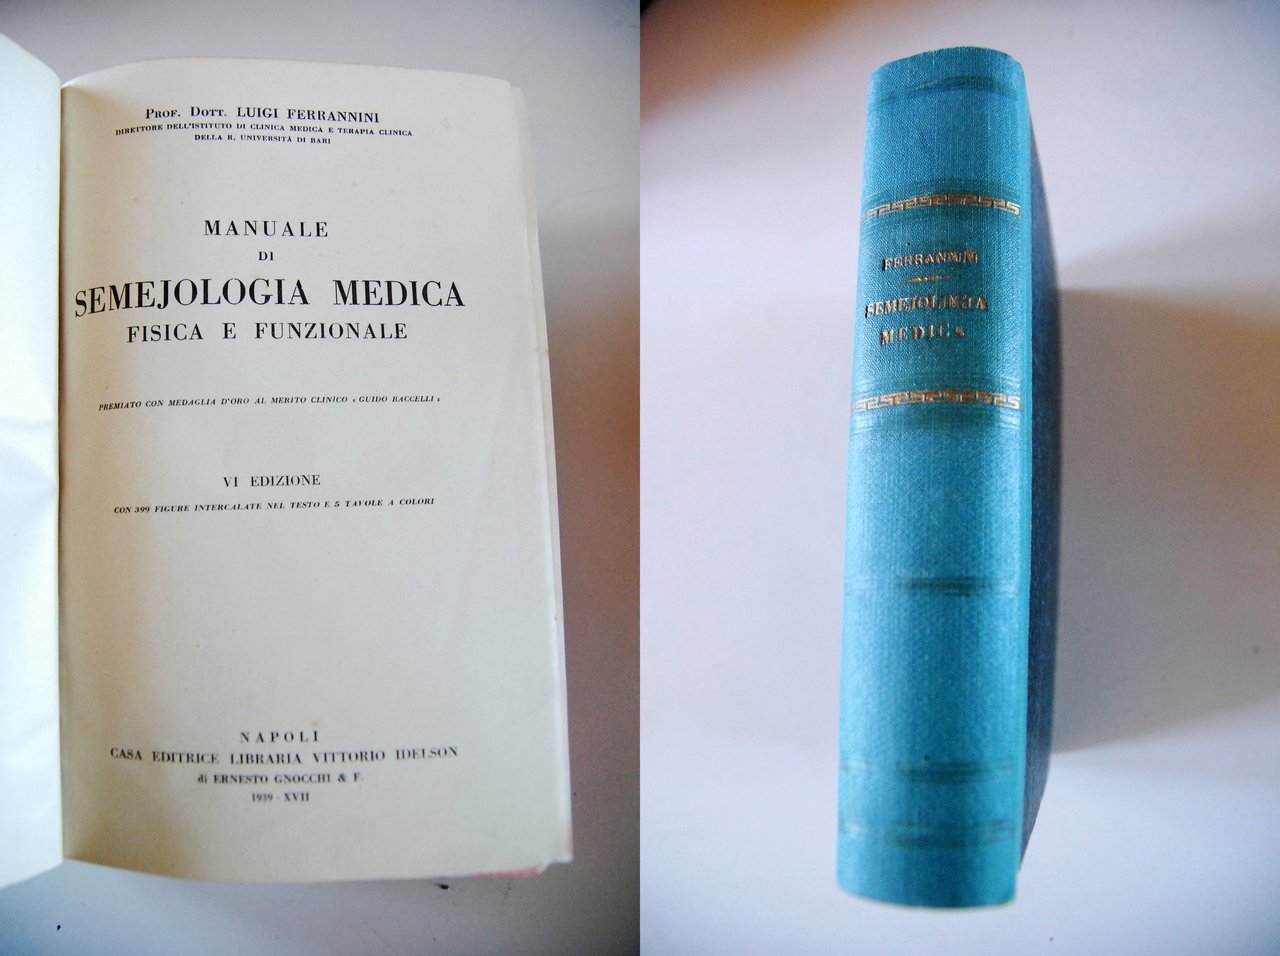 PROF. DOTT. LUIGI FERRANNINI
DIRETTORE DELL'ISTITUTO DI CLINICA MEDICA E TERAPIA CLINICA
DELLA R. UNIVERSITÀ DI BARI
MANUALE
DI
SEMEJOLOGIA MEDICA
FISICA E FUNZIONALE
PREMIATO CON MEDAGLIA D'ORO AL MERITO CLINICO « GUIDO BACCELLI »
VI EDIZIONE
CON 399 FIGURE INTERCALATE NEL TESTO E 5 TAVOLE A COLORI
NAPOLI
CASA EDITRICE LIBRARIA VITTORIO IDELSON
di ERNESTO GNOCCHI & F.
1939 - XVII
FERRANNINI
SEMEJOLOGIA
MEDICA